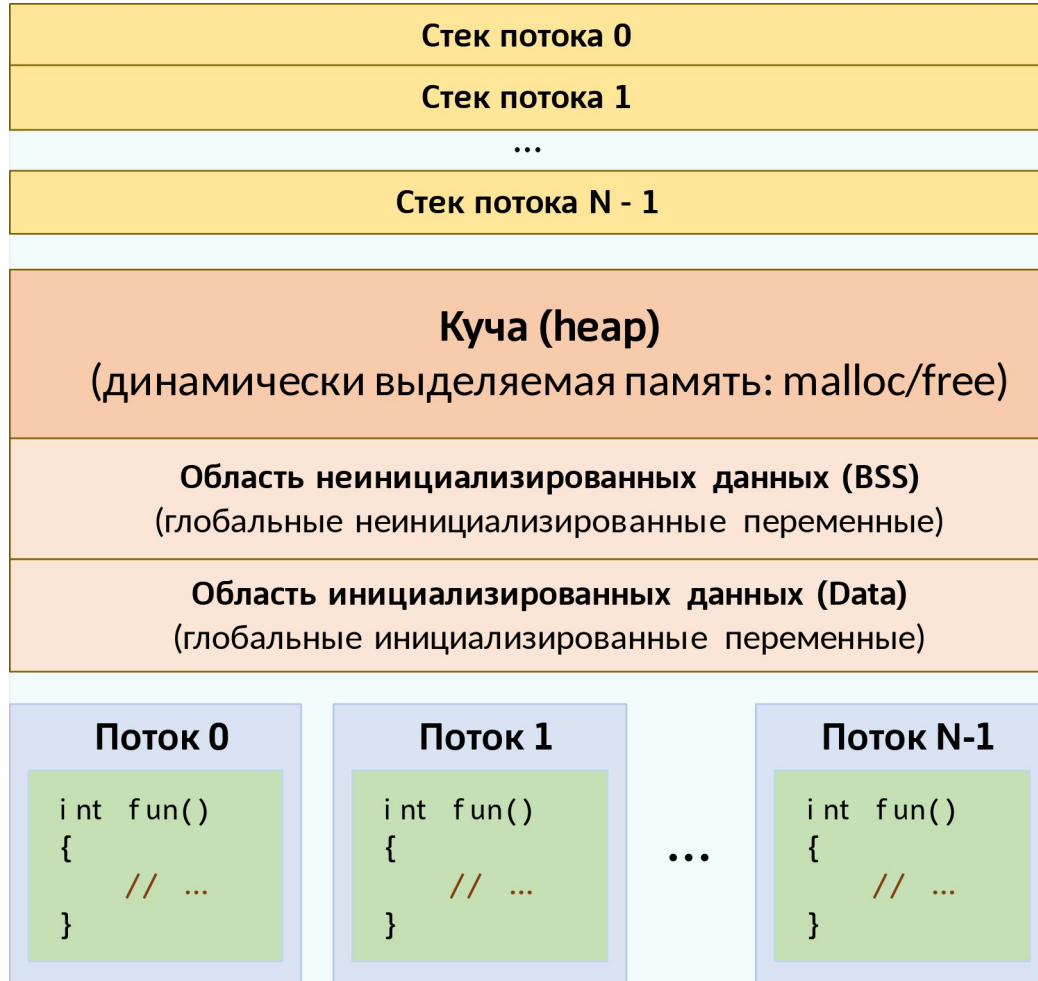 Стек потока 0
Стек потока 1
...
Стек потока N - 1
Куча (heap)
(динамически выделяемая память: malloc/free)
Область неинициализированных данных (BSS)
(глобальные неинициализированные переменные)
Область инициализированных данных (Data)
(глобальные инициализированные переменные)
Поток 0
int fun()
{
// ...
}
Поток 1
int fun()
{
// ...
}
...
Поток N-1
int fun()
{
// ...
}